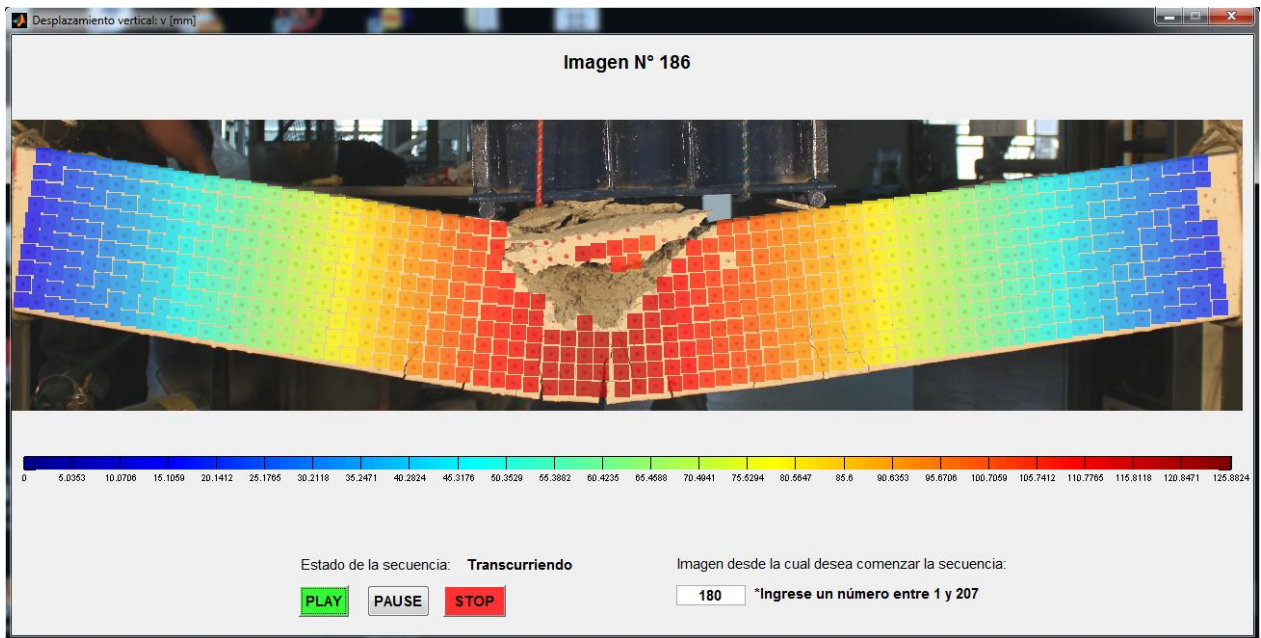 Desplazamiento vertical: v [mm]
Imagen N° 186
0 5.0353 10.0706 15.1059 20.1412 25.1765 30.2118 35.2471 40.2824 45.3176 50.3529 55.3882 60.4235 65.4588 70.4941 75.5294 80.5647 85.6 90.6353 95.6706 100.7059 105.7412 110.7765 115.8118 120.8471 125.8824
Estado de la secuencia: Transcurriendo
Imagen desde la cual desea comenzar la secuencia:
PLAY PAUSE STOP
180 *Ingrese un número entre 1 y 207